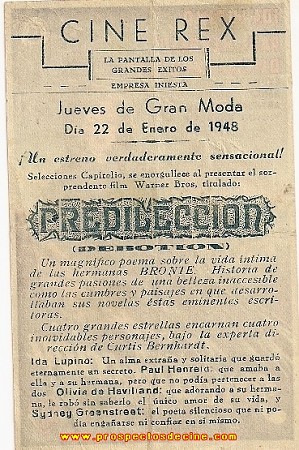 CINE REX
LA PANTALLA DE LOS
GRANDES EXITOS
EMPRESA INIESTA
Jueves de Gran Moda
Día 22 de Enero de 1948
¡Un estreno verdaderamente sensacional!
Selecciones Capitolio, se enorgullece al presentar el sor-
prendente film Warner Bros, titulado:
PREDILECCION
(DEBOTION)
Un magnífico poema sobre la vida íntima
de las hermanas BRONTE. Historia de
grandes pasiones de una belleza inaccesible
como las cumbres y paisajes en que desarro-
llaban sus novelas éstas eminentes escri-
toras.
Cuatro grandes estrellas encarnan cuatro
inolvidables personajes, bajo la experta di-
rección de Curtis Bernhardt.
Ida Lupino: Un alma extraña y solitaria que guardó
eternamente un secreto. Paul Henreid: que amaba a
ella y a su hermana, pero que no podía pertenecer a las
dos Olivia de Havilland: que adorando a su herma-
na, le robó sin saberlo el único amor de su vida, y
Sydney Greenstreet: el poeta silencioso que ni po-
día engañarse ni confiar en si mismo.
www.prospectosdecine.com